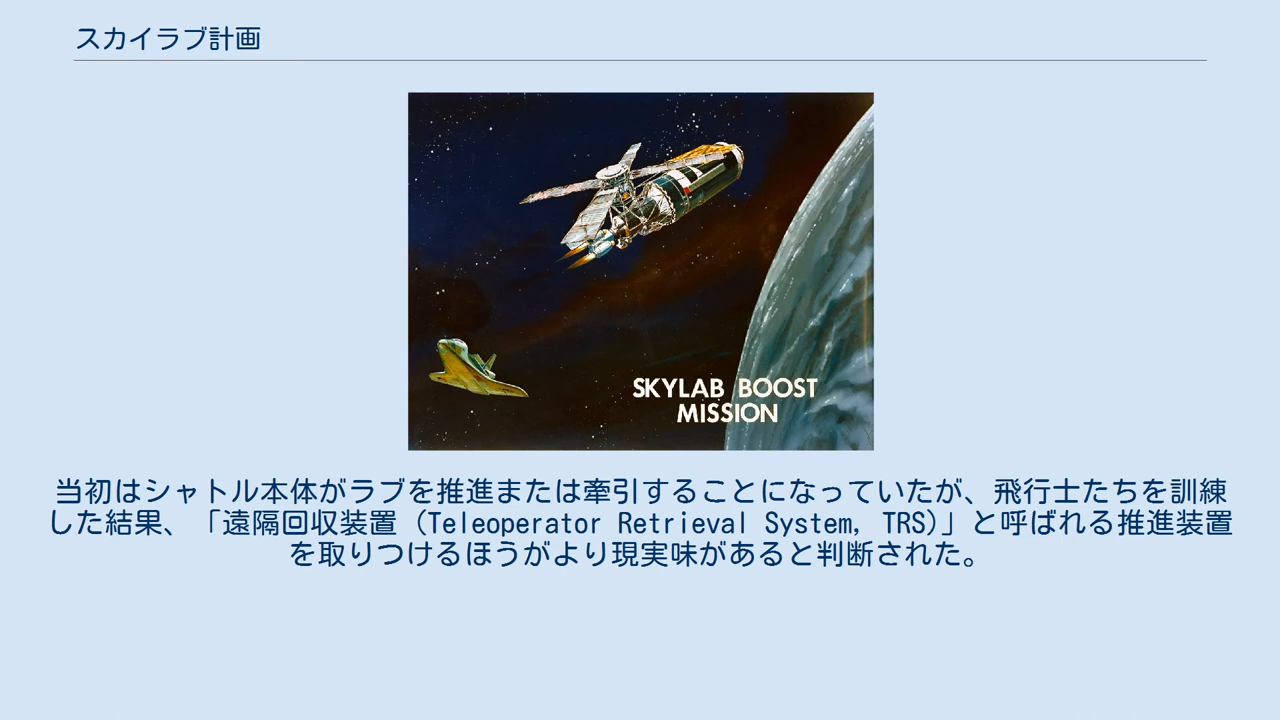 スカイラブ計画
SKYLAB BOOST
MISSION
当初はシャトル本体がラブを推進または牽引することになっていたが、飛行士たちを訓練
した結果、「遠隔回収装置（Teleoperator Retrieval System, TRS)」と呼ばれる推進装置
を取りつけるほうがより現実味があると判断された。